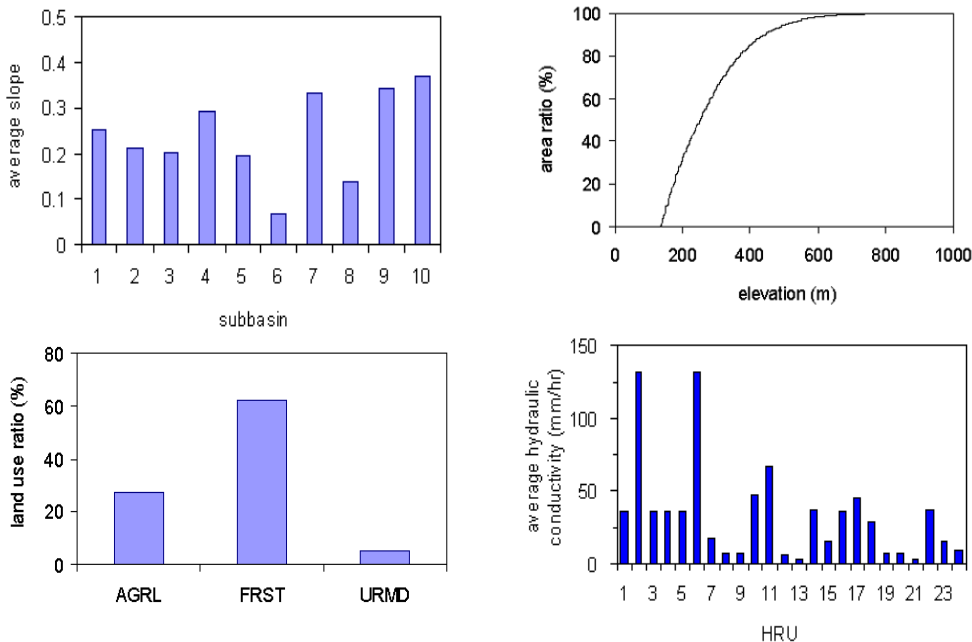 average slope
0.5
0.4
0.3
0.2
0.1
0
1 2 3 4 5 6 7 8 9 10
subbasin
area ratio (%)
100
80
60
40
20
0
0 200 400 600 800 1000
elevation (m)
land use ratio (%)
80
60
40
20
0
AGRL FRST URMD
average hydraulic
conductivity (mm/hr)
150
100
50
0
1 3 5 7 9 11 13 15 17 19 21 23
HRU